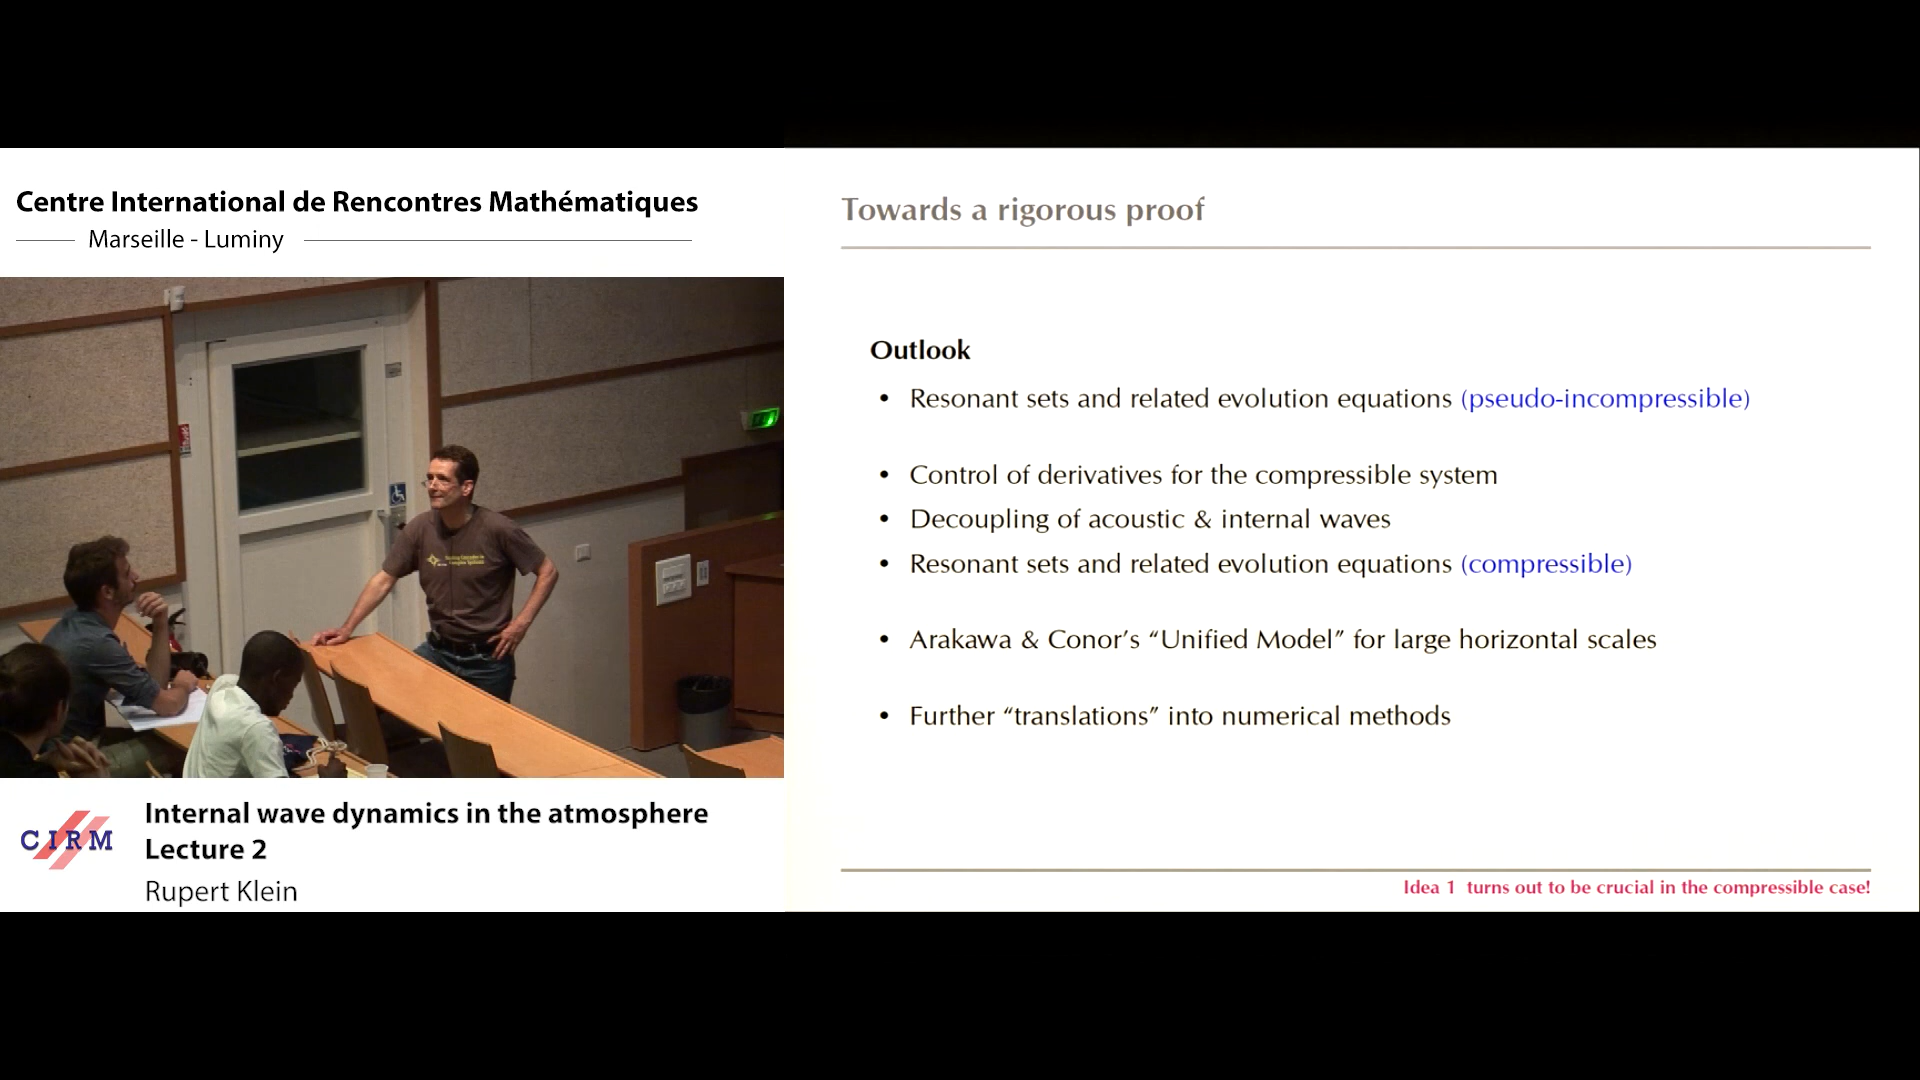 Centre International de Rencontres Mathématiques
Marseille - Luminy
CIRM
Internal wave dynamics in the atmosphere
Lecture 2
Rupert Klein
Towards a rigorous proof
Outlook
• Resonant sets and related evolution equations (pseudo-incompressible)
• Control of derivatives for the compressible system
• Decoupling of acoustic & internal waves
• Resonant sets and related evolution equations (compressible)
• Arakawa & Conor's “Unified Model” for large horizontal scales
• Further “translations” into numerical methods
Idea 1 turns out to be crucial in the compressible case!